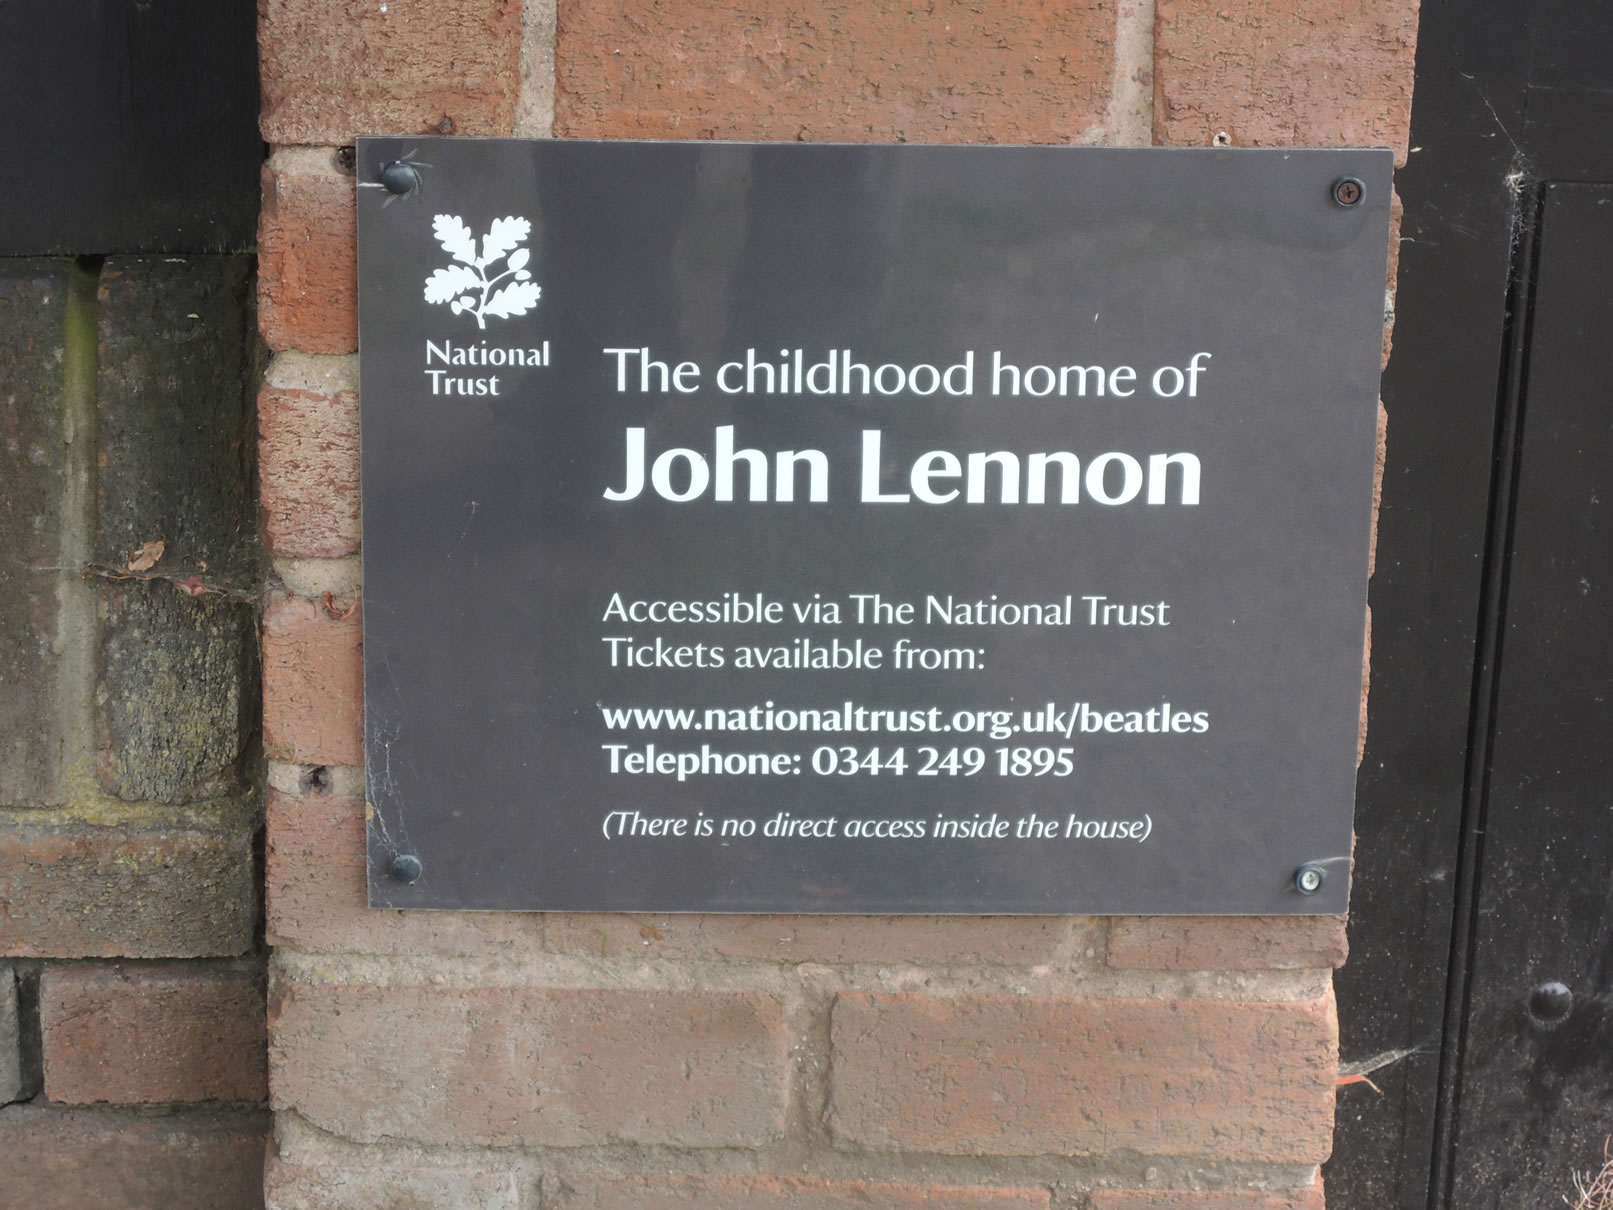 National
Trust
The childhood home of
John Lennon
Accessible via The National Trust
Tickets available from:
www.nationaltrust.org.uk/beatles
Telephone: 0344 249 1895
(There is no direct access inside the house)